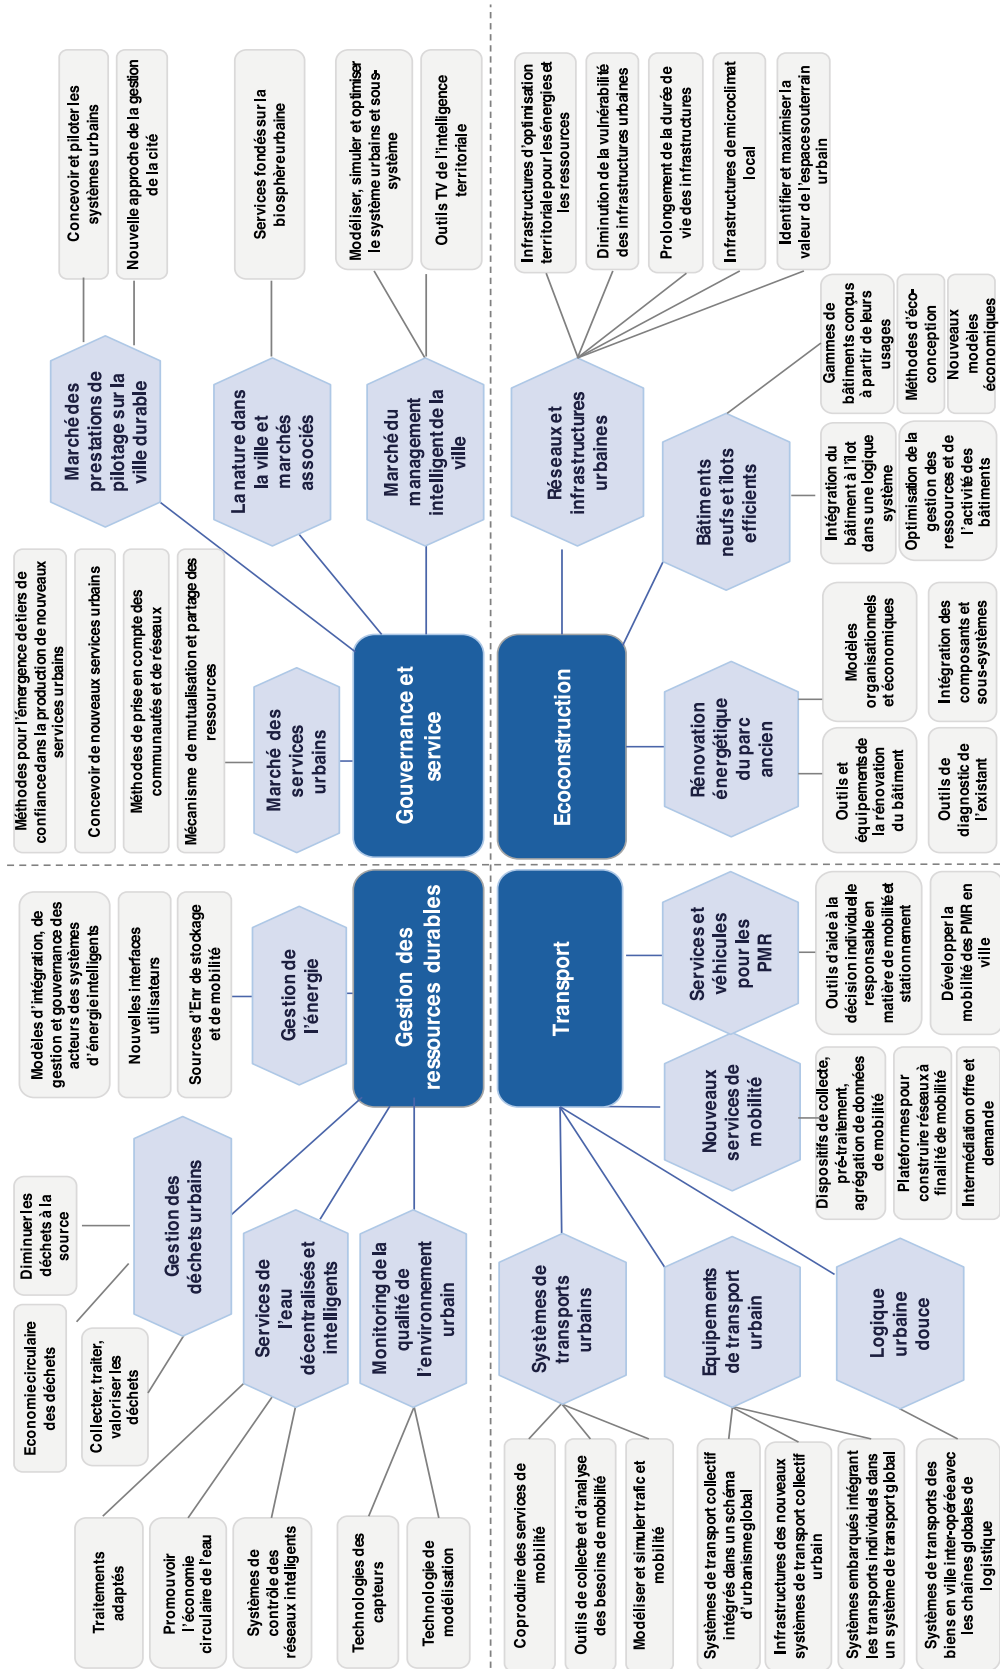 Traitements
adaptés
Promouvoir
l'économie
circulaire de l'eau
Systèmes de
contrôle des
réseaux intelligents
Technologies des
capteurs
Technologie de
modélisation
Economie circulaire
des déchets
Collecter, traiter,
valoriser les
déchets
Diminuer les
déchets à la
source
Gestion des
déchets urbains
Services de
l'eau
décentralisés et
intelligents
Monitoring de la
qualité de
l'environnement
urbain
Modèles d'intégration, de
gestion et gouvernance des
acteurs des systèmes
d'énergie intelligents
Nouvelles interfaces
utilisateurs
Sources d'Enr de stockage
et de mobilité
Gestion de
l'énergie
Gestion des
ressources durables
Méthodes pour l'émergence de tiers de
confiance dans la production de nouveaux
services urbains
Concevoir de nouveaux services urbains
Méthodes de prise en compte des
communautés et de réseaux
Mécanisme de mutualisation et partage des
ressources
Marché des
services
urbains
Gouvernance et
service
Marché des
prestations de
pilotage sur la
ville durable
La nature dans
la ville et
marchés
associés
Marché du
management
intelligent de la
ville
Concevoir et piloter les
systèmes urbains
Nouvelle approche de la gestion
de la cité
Services fondés sur la
biosphère urbaine
Modéliser, simuler et optimiser
le système urbains et sous-
système
Outils TV de l'intelligence
territoriale
Transport
Systèmes de
transports
urbains
Equipements
de transport
urbain
Logique
urbaine
douce
Coproduire des services de
mobilité
Outils de collecte et d'analyse
des besoins de mobilité
Modéliser et simuler trafic et
mobilité
Systèmes de transport collectif
intégrés dans un schéma
d'urbanisme global
Infrastructures des nouveaux
systèmes de transport collectif
urbtain
Systèmes embarqués intégrant
les transports individuels dans
un système de transport global
Systèmes de transports des
biens en ville inter-opérée avec
les chaînes globales de
logistique
Nouveaux
services de
mobilité
Dispositifs de collecte,
pré-traitement,
agrégation de données
de mobilité
Plateformes pour
construire réseaux à
finalité de mobilité
Intermédiation offre et
demande
Services et
véhicules
pour les
PMR
Outils d'aide à la
décision individuelle
responsable en
matière de mobilité et
stationnement
Développer la
mobilité des PMR en
ville
Ecoconstruction
Rénovation
énergétique
du parc
ancien
Outils et
équipements de
la rénovation
du bâtiment
Outils de
diagnostic de
l'existant
Modèles
organisationnels
et économiques
Intégration des
composants et
sous-systèmes
Réseaux et
infrastructures
urbaines
Bâtiments
neufs et îlots
efficients
Intégration du
bâtiment à l'îlot
dans une logique
système
Optimisation de la
gestion des
ressources et de
l'activité des
bâtiments
Gammes de
bâtiments conçus
à partir de leurs
usages
Méthodes d'éco-
conception
Nouveaux
modèles
économiques
Infrastructures d'optimisation
territoriale pour les énergies et
les ressources
Diminution de la vulnérabilité
des infrastructures urbaines
Prolongement de la durée de
vie des infrastructures
Infrastructures de microclimat
local
Identifier et maximiser la
valeur de l'espace souterrain
urbain